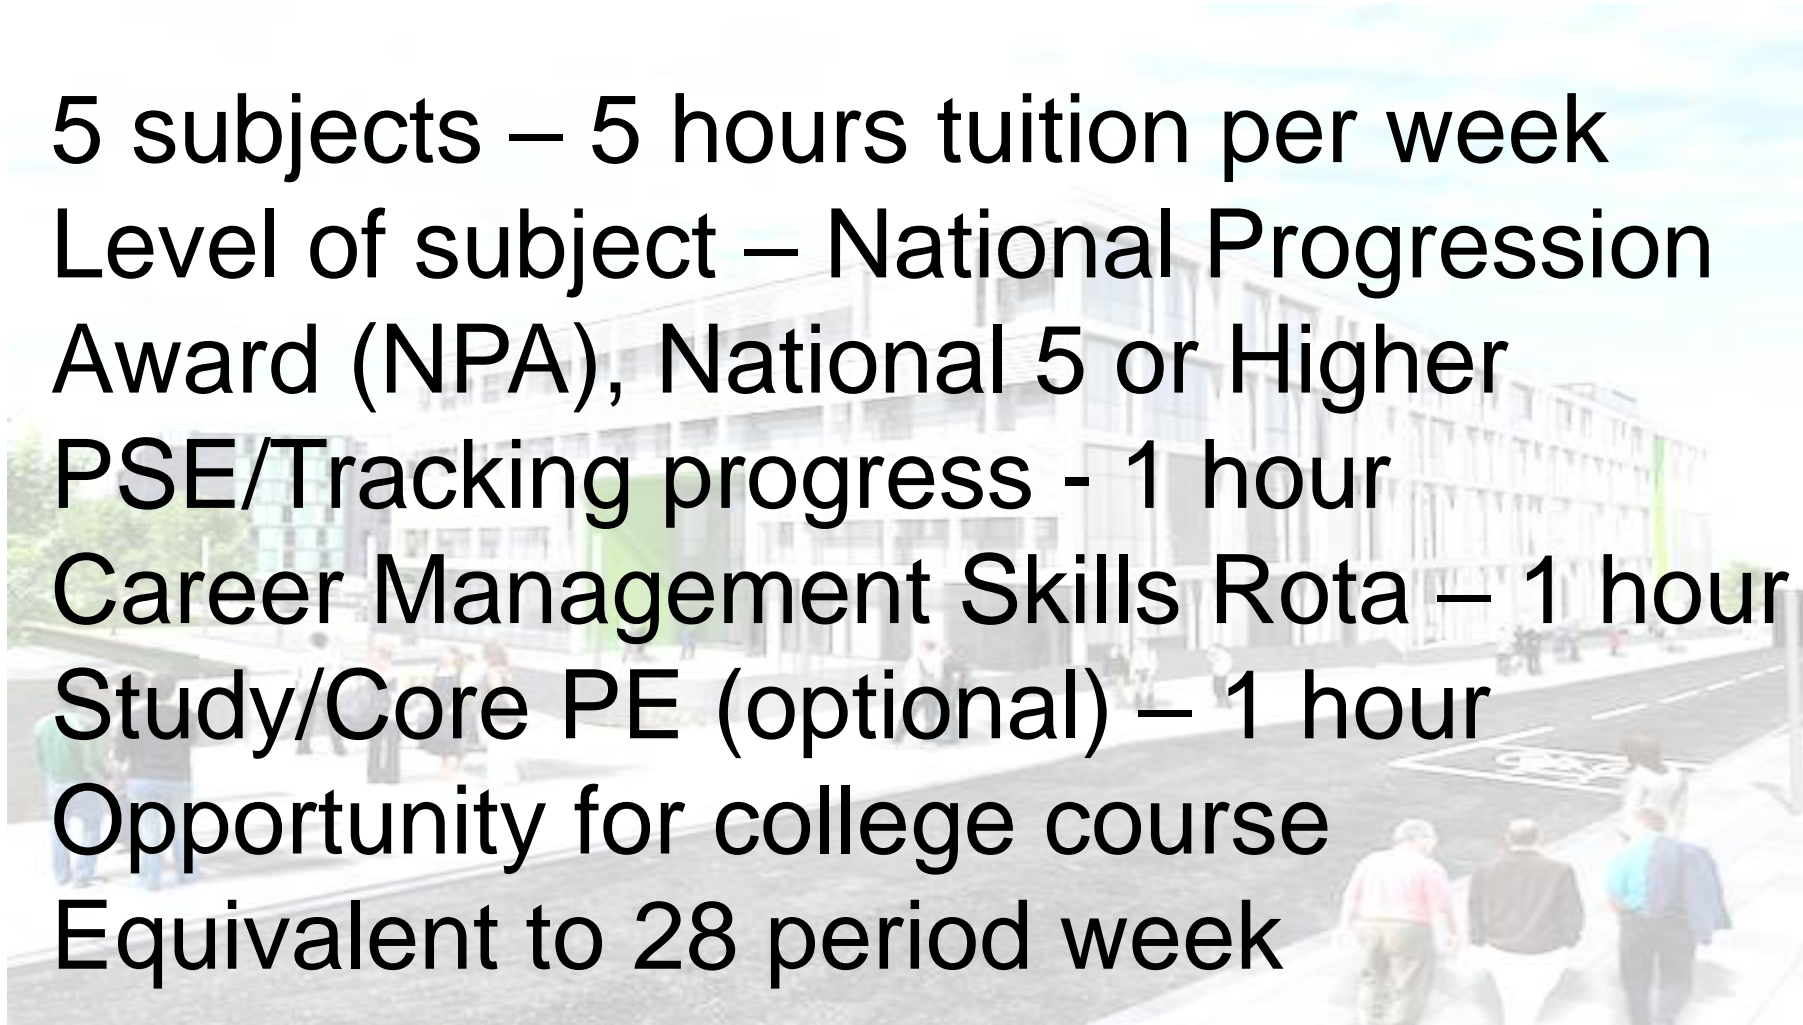 5 subjects – 5 hours tuition per week
Level of subject – National Progression
Award (NPA), National 5 or Higher
PSE/Tracking progress - 1 hour
Career Management Skills Rota – 1 hour
Study/Core PE (optional) – 1 hour
Opportunity for college course
Equivalent to 28 period week